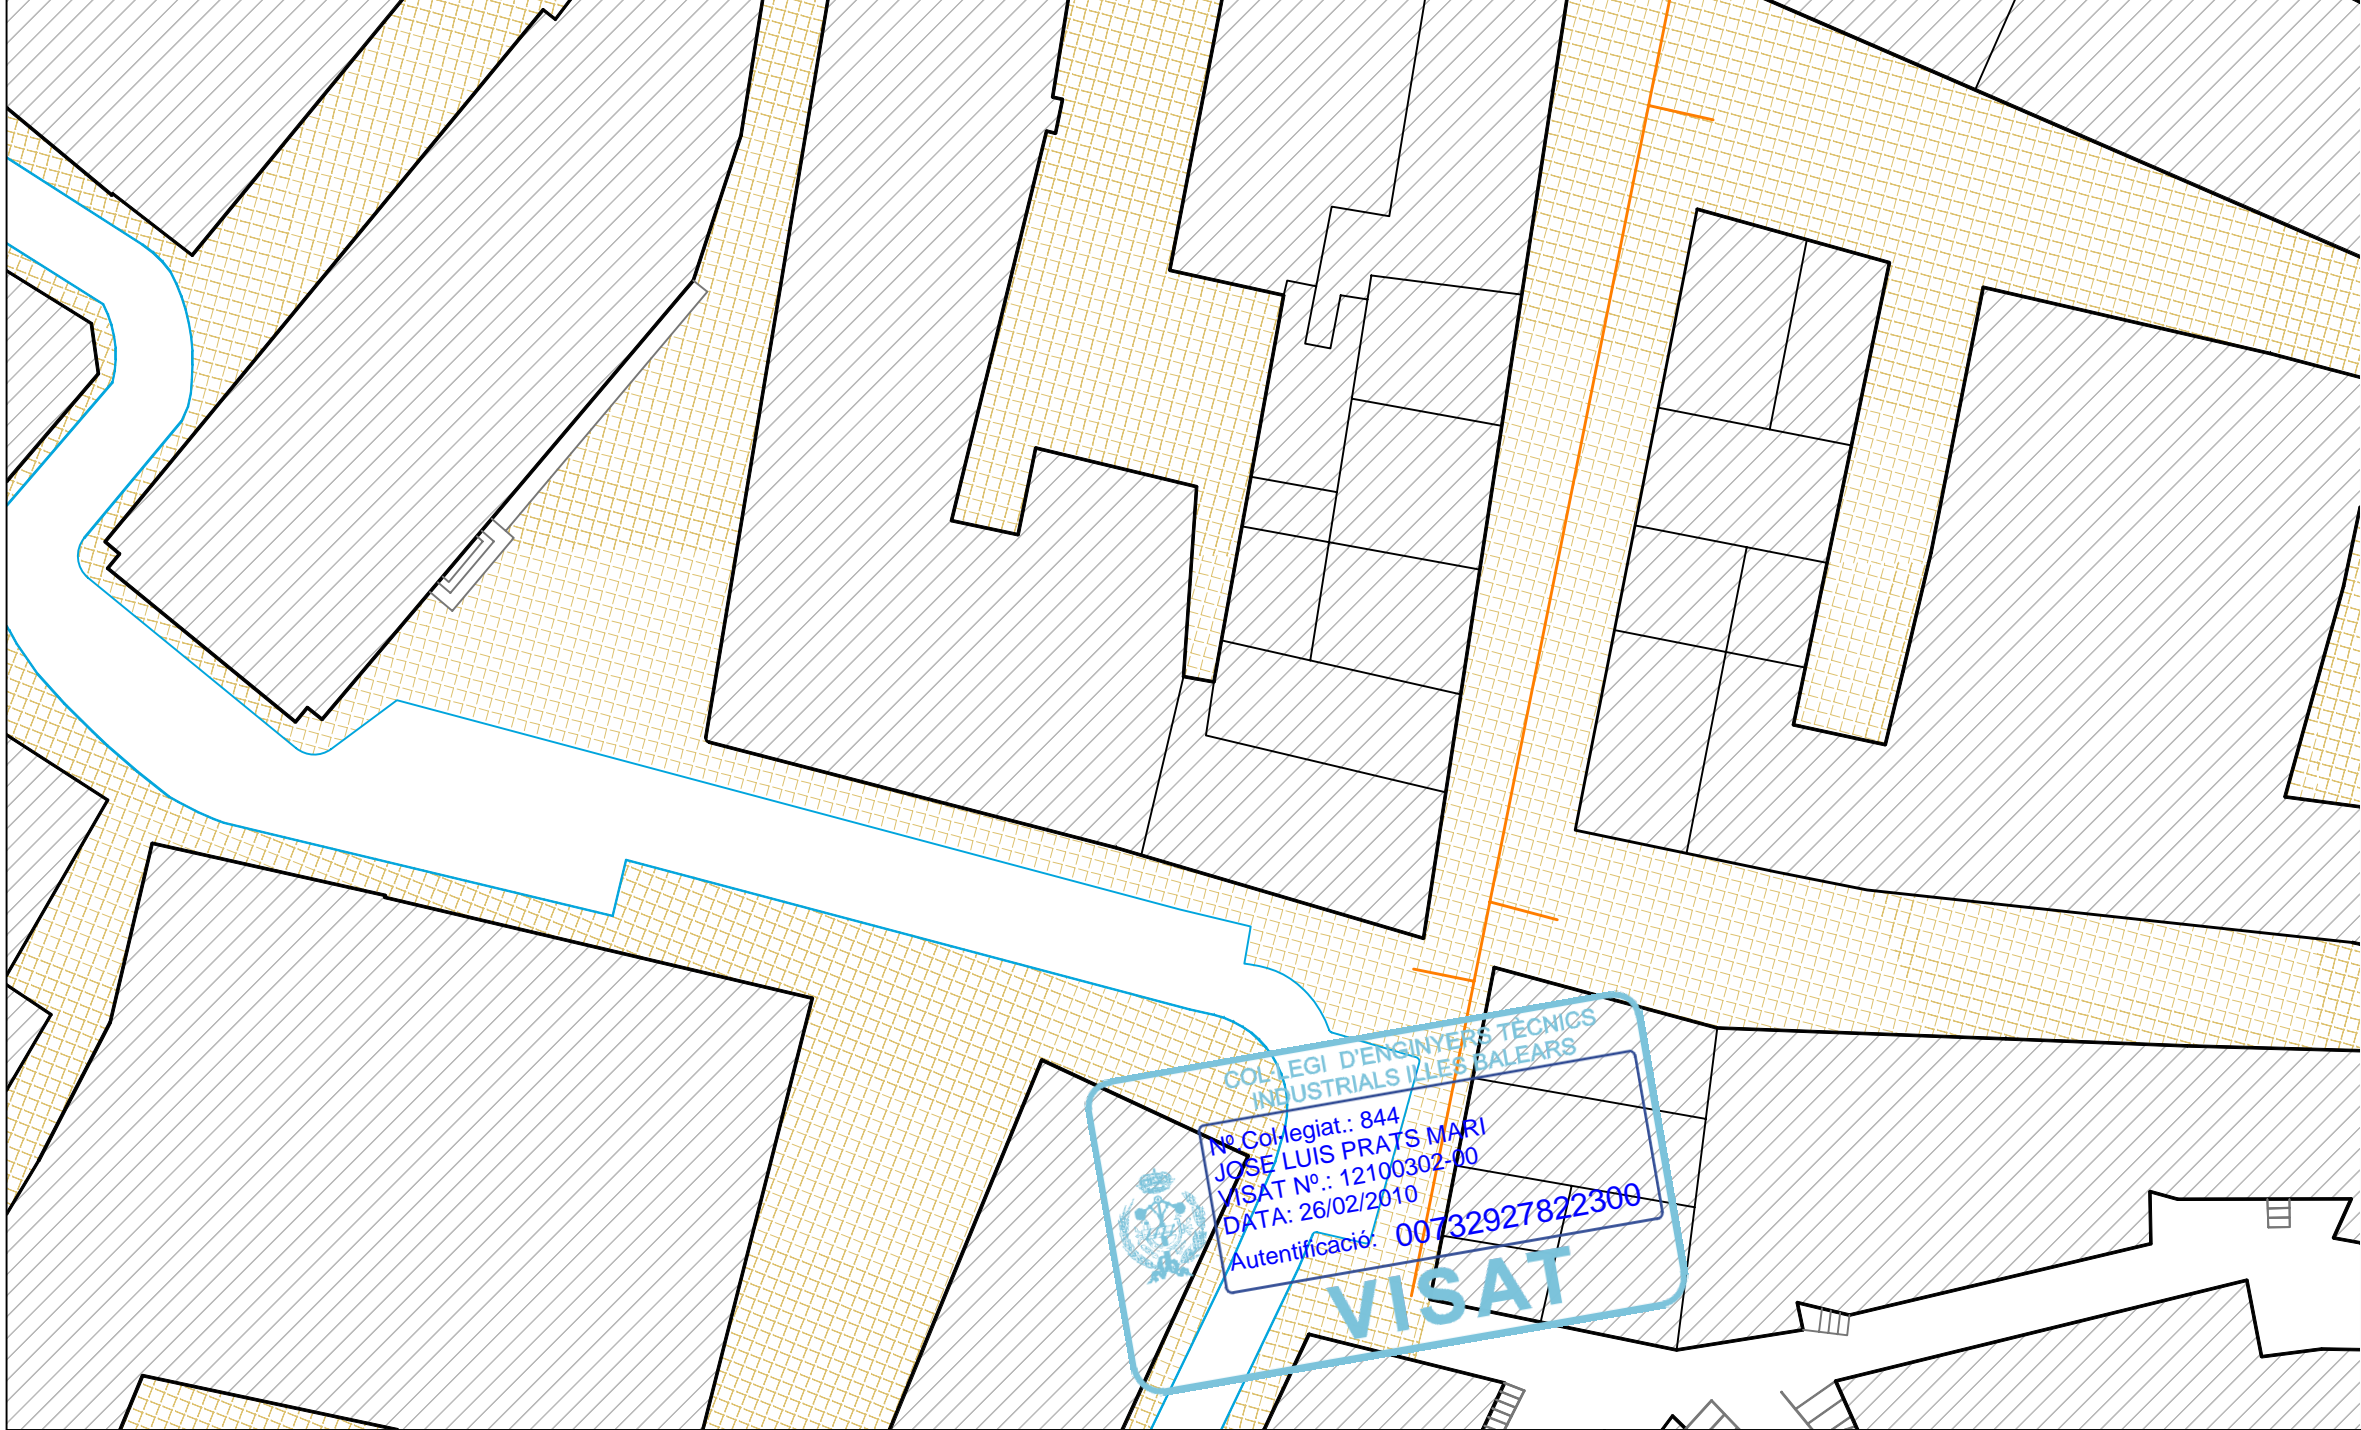 COL·LEGI D'ENGINYERS TÈCNICS
INDUSTRIALS ILLES BALEARS
Nº Col·legiat.: 844
JOSE LUIS PRATS MARI
VISAT Nº.: 12100302-00
DATA: 26/02/2010
Autentificació: 00732927822300
VISAT